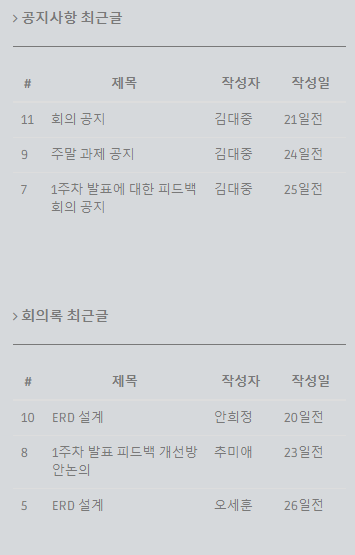 > 공지사항 최근글
# 제목 작성자 작성일
11 회의 공지 김대중 21일전
9 주말 과제 공지 김대중 24일전
7 1주차 발표에 대한 피드백 김대중 25일전
회의 공지
> 회의록 최근글
# 제목 작성자 작성일
10 ERD 설계 안희정 20일전
8 1주차 발표 피드백 개선방 추미애 23일전
안논의
5 ERD 설계 오세훈 26일전